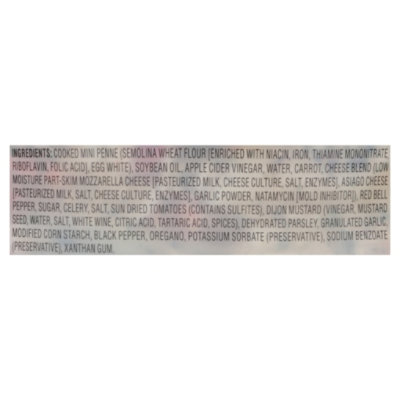 INGREDIENTS: COOKED MINI PENNE (SEMOLINA WHEAT FLOUR [ENRICHED WITH NIACIN, IRON, THIAMINE MONONITRATE
RIBOFLAVIN, FOLIC ACID], EGG WHITE), SOYBEAN OIL, APPLE CIDER VINEGAR, WATER, CARROT, CHEESE BLEND (LOW
MOISTURE PART-SKIM MOZZARELLA CHEESE [PASTEURIZED MILK, CHEESE CULTURE, SALT, ENZYMES], ASIAGO CHEESE
[PASTEURIZED MILK, SALT, CHEESE CULTURE, ENZYMES], GARLIC POWDER, NATAMYCIN [MOLD INHIBITOR]), RED BELL
PEPPER, SUGAR, CELERY, SALT, SUN DRIED TOMATOES (CONTAINS SULFITES), DIJON MUSTARD (VINEGAR, MUSTARD
SEED, WATER, SALT, WHITE WINE, CITRIC ACID, TARTARIC ACID, SPICES), DEHYDRATED PARSLEY, GRANULATED GARLIC,
MODIFIED CORN STARCH, BLACK PEPPER, OREGANO, POTASSIUM SORBATE (PRESERVATIVE), SODIUM BENZOATE
(PRESERVATIVE), XANTHAN GUM.